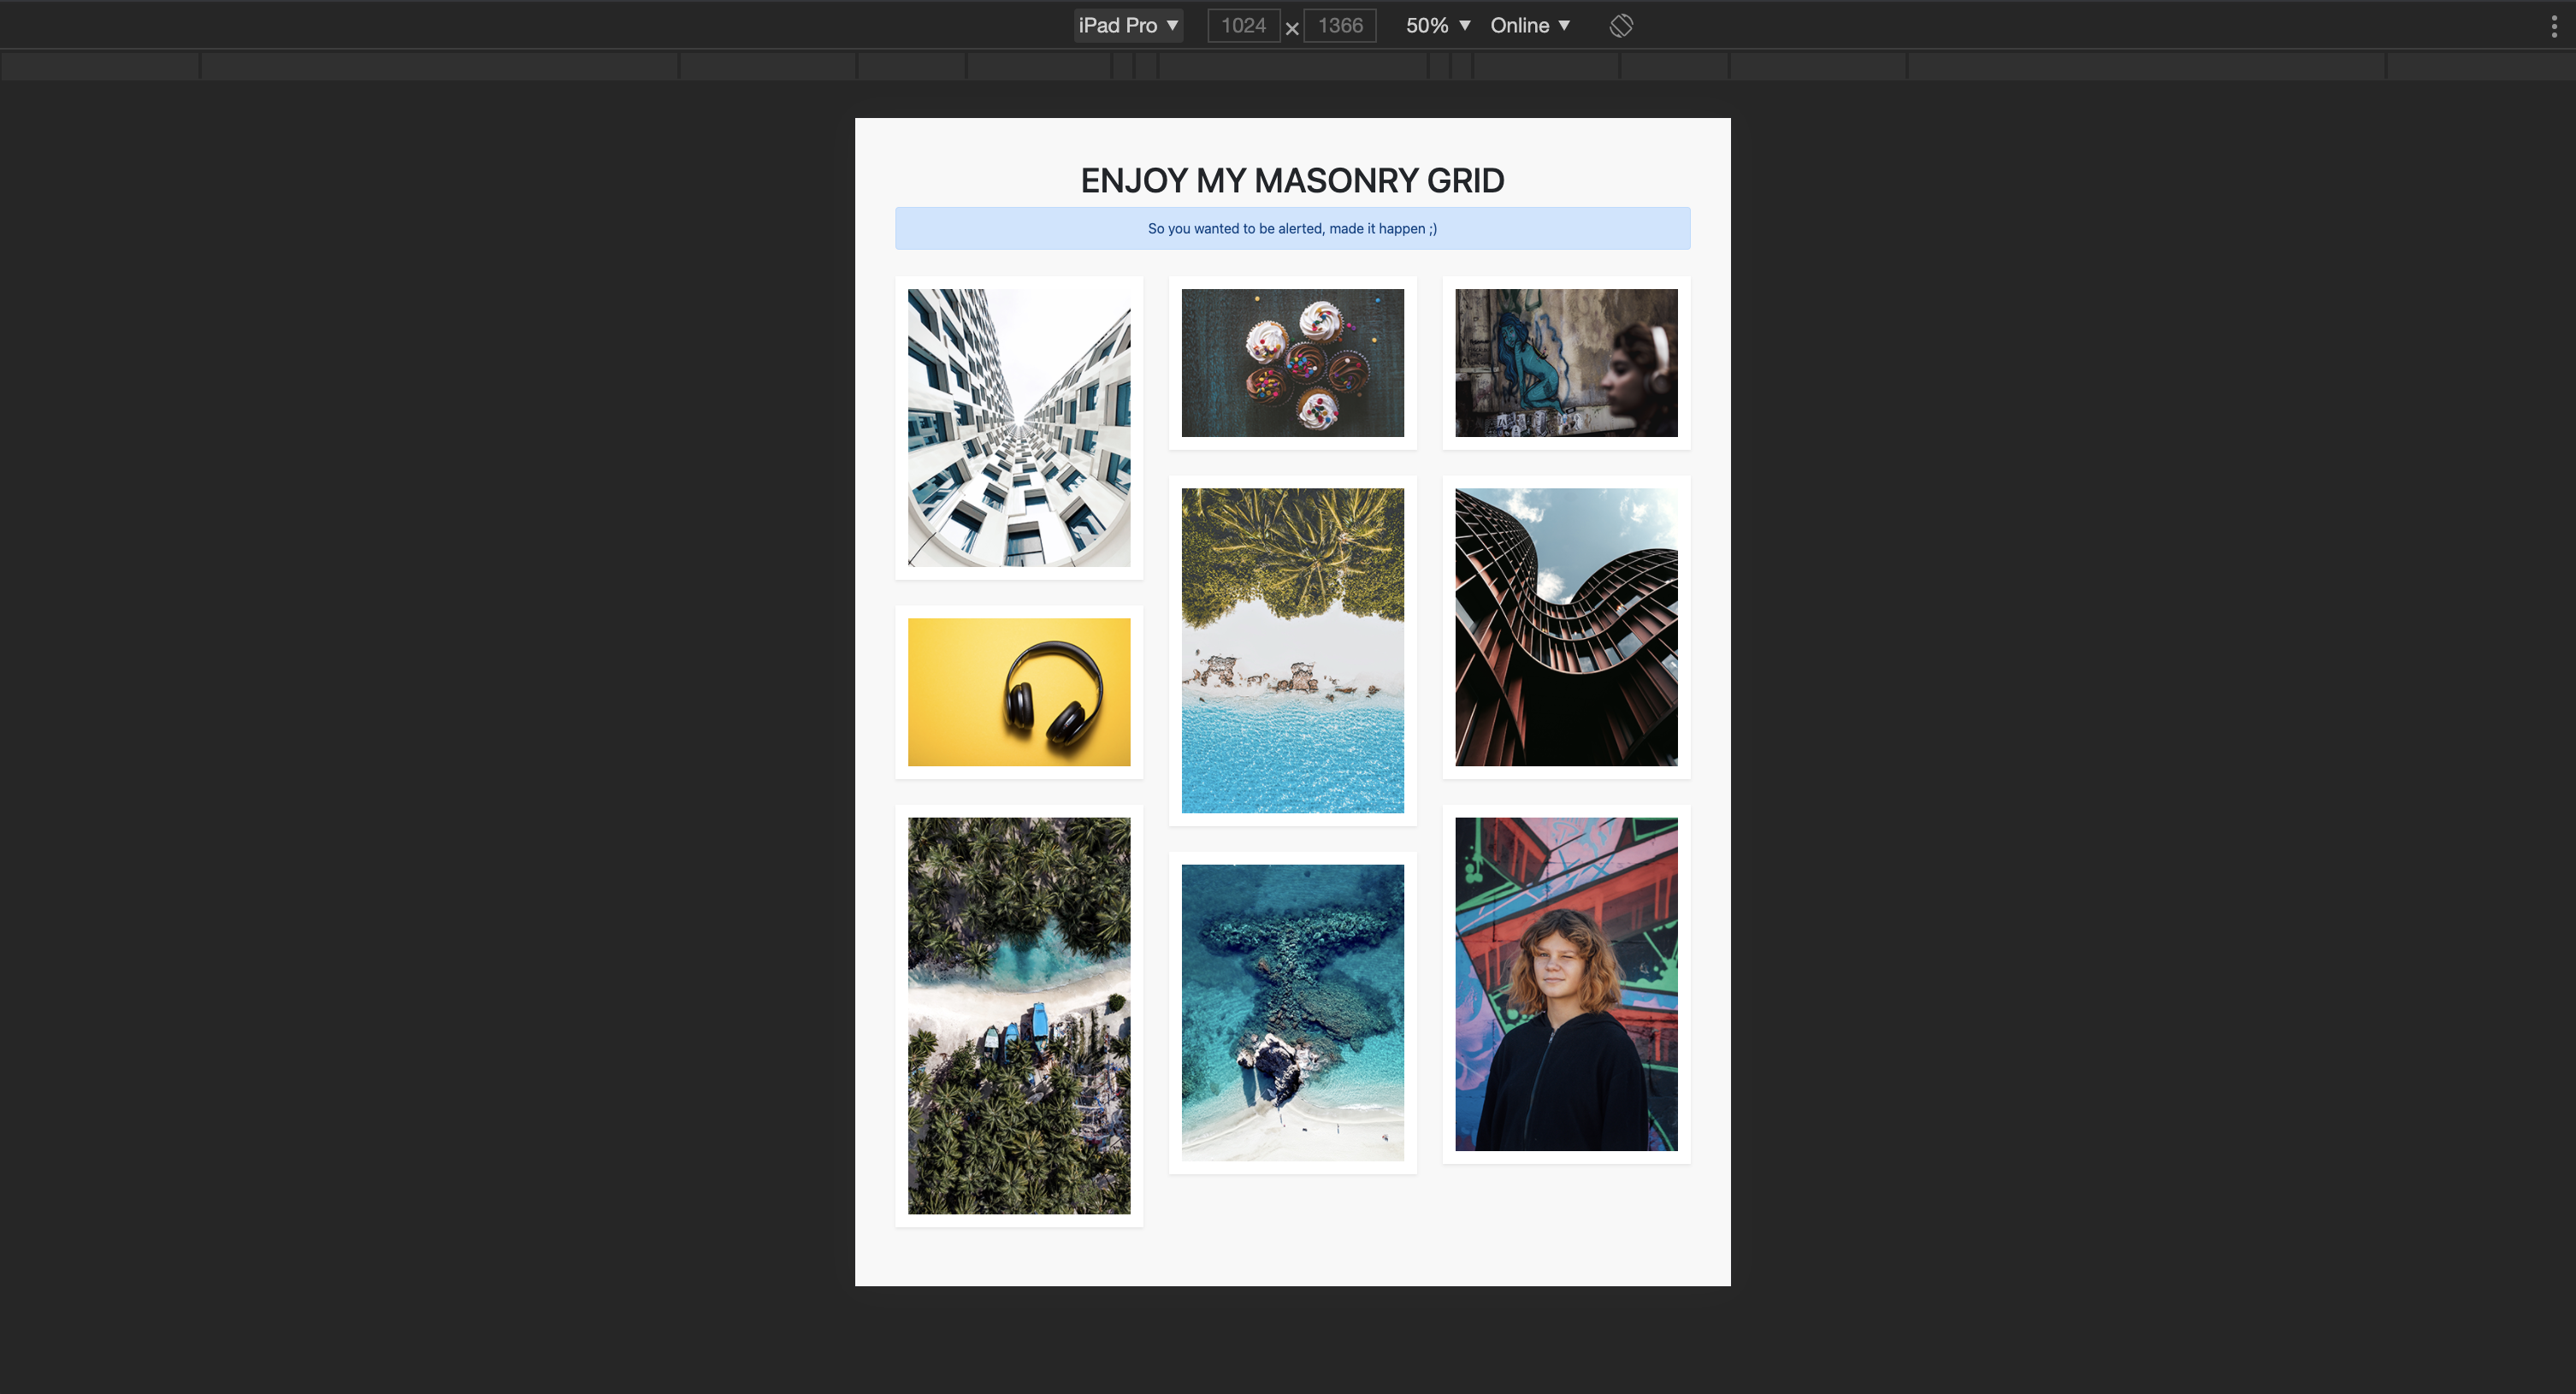 iPad Pro ▼ 1024 × 1366 50% ▼ Online ▼
ENJOY MY MASONRY GRID
So you wanted to be alerted, made it happen ;)